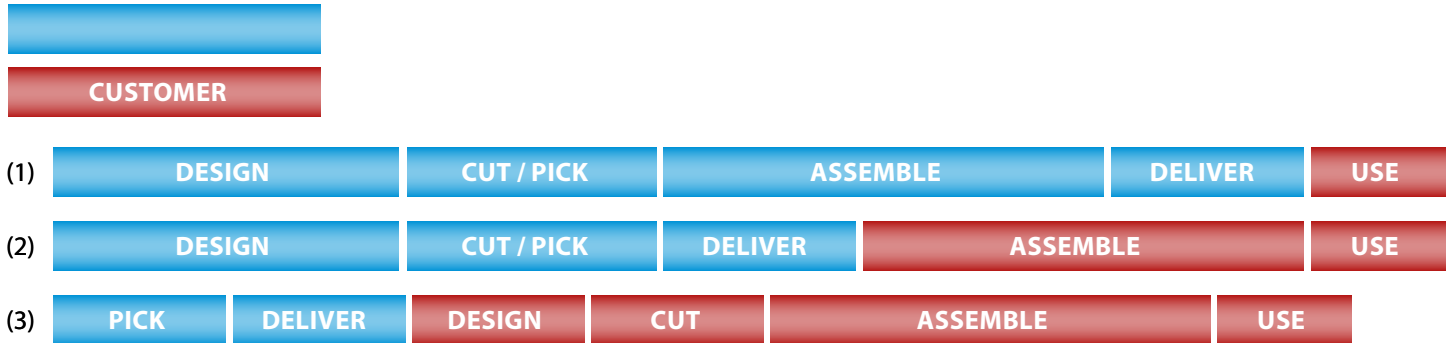 CUSTOMER
(1) DESIGN CUT / PICK ASSEMBLE DELIVER USE
(2) DESIGN CUT / PICK DELIVER ASSEMBLE USE
(3) PICK DELIVER DESIGN CUT ASSEMBLE USE